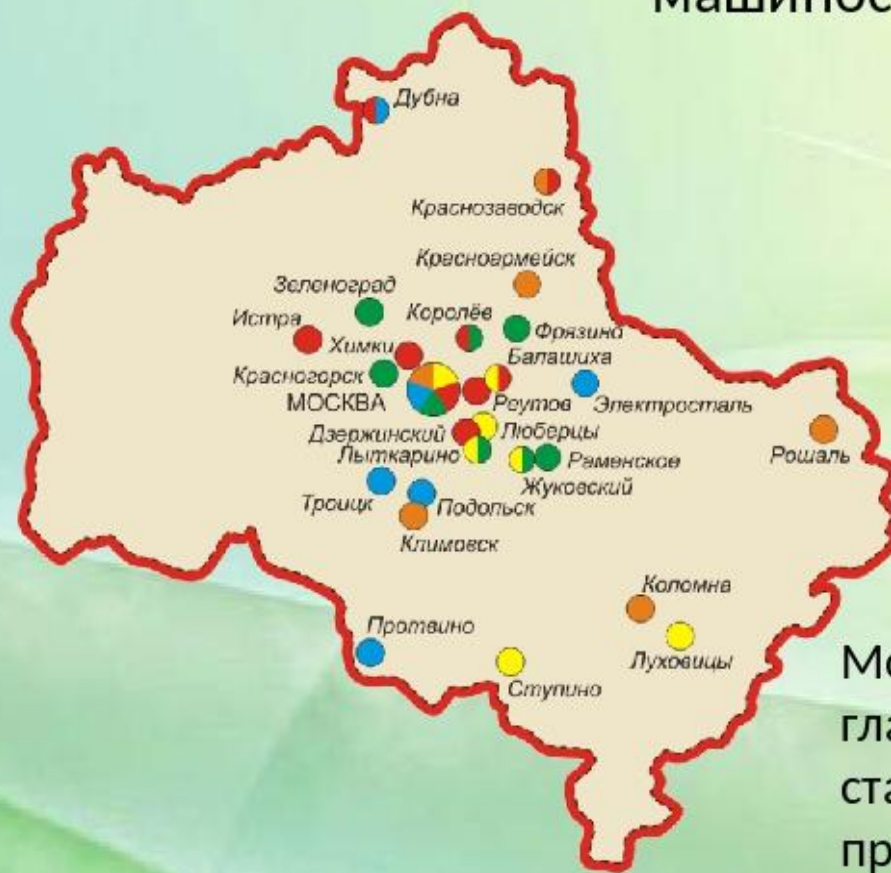 Дубна
Краснозаводск
Красноармейск
Зеленоград
Королёв
Истра
Фрязино
Химки
Балашиха
Красногорск
МОСКВА
Реутов
Электросталь
Дзержинский
Люберцы
Лыткарино
Раменское
Рошаль
Жуковский
Троицк
Подольск
Климовск
Коломна
Протвино
Луховицы
Ступино